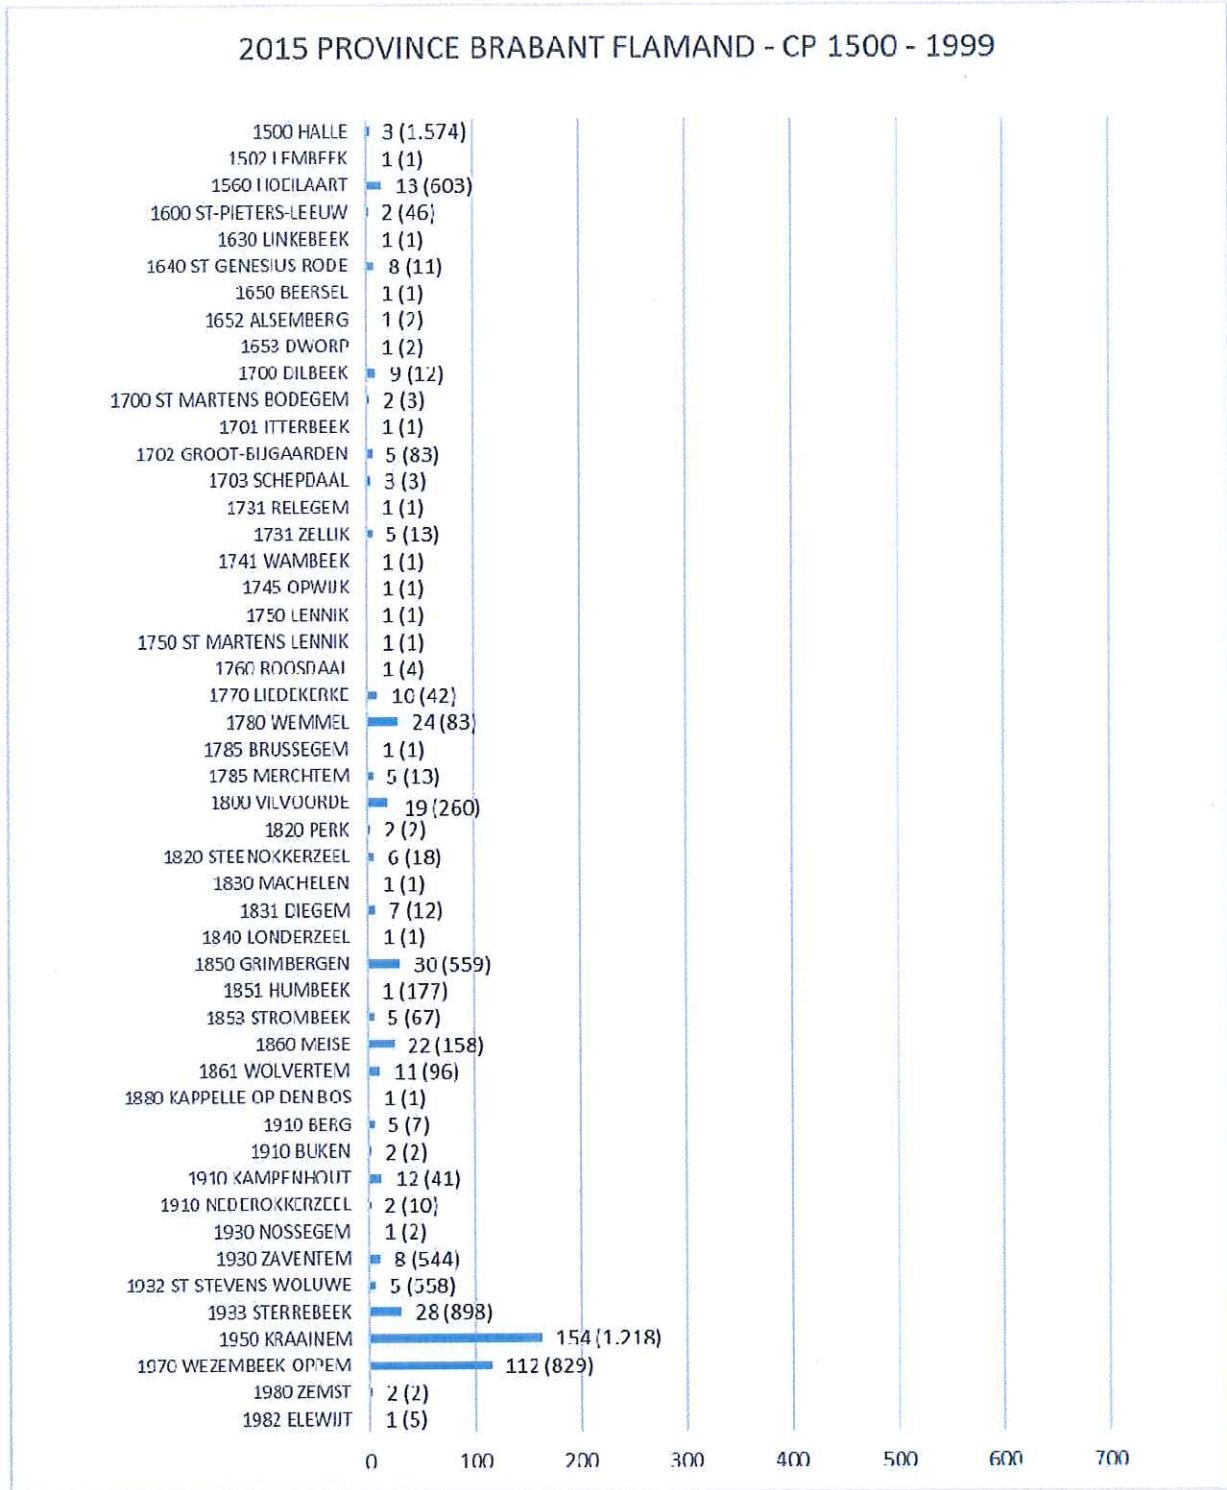 2015 PROVINCE BRABANT FLAMAND - CP 1500 - 1999
1500 HALLE 3 (1.574)
1502 LEMBEEK 1 (1)
1560 HOEILAART 13 (603)
1600 ST-PIETERS-LEEUW 2 (46)
1630 LINKEBEEK 1 (1)
1640 ST GENESIUS RODE 8 (11)
1650 BEERSEL 1 (1)
1652 ALSEMBERG 1 (2)
1653 DWORP 1 (2)
1700 DILBEEK 9 (12)
1700 ST MARTENS BODEGEM 2 (3)
1701 ITTERBEEK 1 (1)
1702 GROOT-BIJGAARDEN 5 (83)
1703 SCHEPDAAL 3 (3)
1731 RELEGEM 1 (1)
1731 ZELLIK 5 (13)
1741 WAMBEEK 1 (1)
1745 OPWIJK 1 (1)
1750 LENNIK 1 (1)
1750 ST MARTENS LENNIK 1 (1)
1760 ROOSDAAL 1 (4)
1770 LIEDEKERKE 10 (42)
1780 WEMMEL 24 (83)
1785 BRUSSEGEM 1 (1)
1785 MERCHTEM 5 (13)
1800 VILVOORDE 19 (260)
1820 PERK 2 (2)
1820 STEENOKKERZEEL 6 (18)
1830 MACHELEN 1 (1)
1831 DIEGEM 7 (12)
1840 LONDERZEEL 1 (1)
1850 GRIMBERGEN 30 (559)
1851 HUMBEEK 1 (177)
1853 STROMBEEK 5 (67)
1860 MEISE 22 (158)
1861 WOLVERTEM 11 (96)
1880 KAPPELLE OP DEN BOS 1 (1)
1910 BERG 5 (7)
1910 BUKEN 2 (2)
1910 KAMPENHOUT 12 (41)
1910 NEDEROKKERZEEL 2 (10)
1930 NOSSEGEM 1 (2)
1930 ZAVENTEM 8 (544)
1932 ST STEVENS WOLUWE 5 (558)
1933 STERREBEEK 28 (898)
1950 KRAAINEM 154 (1.218)
1970 WEZEMBEEK OPPEM 112 (829)
1980 ZEMST 2 (2)
1982 ELEWIJT 1 (5)
0 100 200 300 400 500 600 700